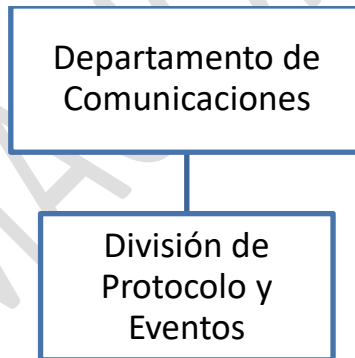 Departamento de
Comunicaciones
División de
Protocolo y
Eventos